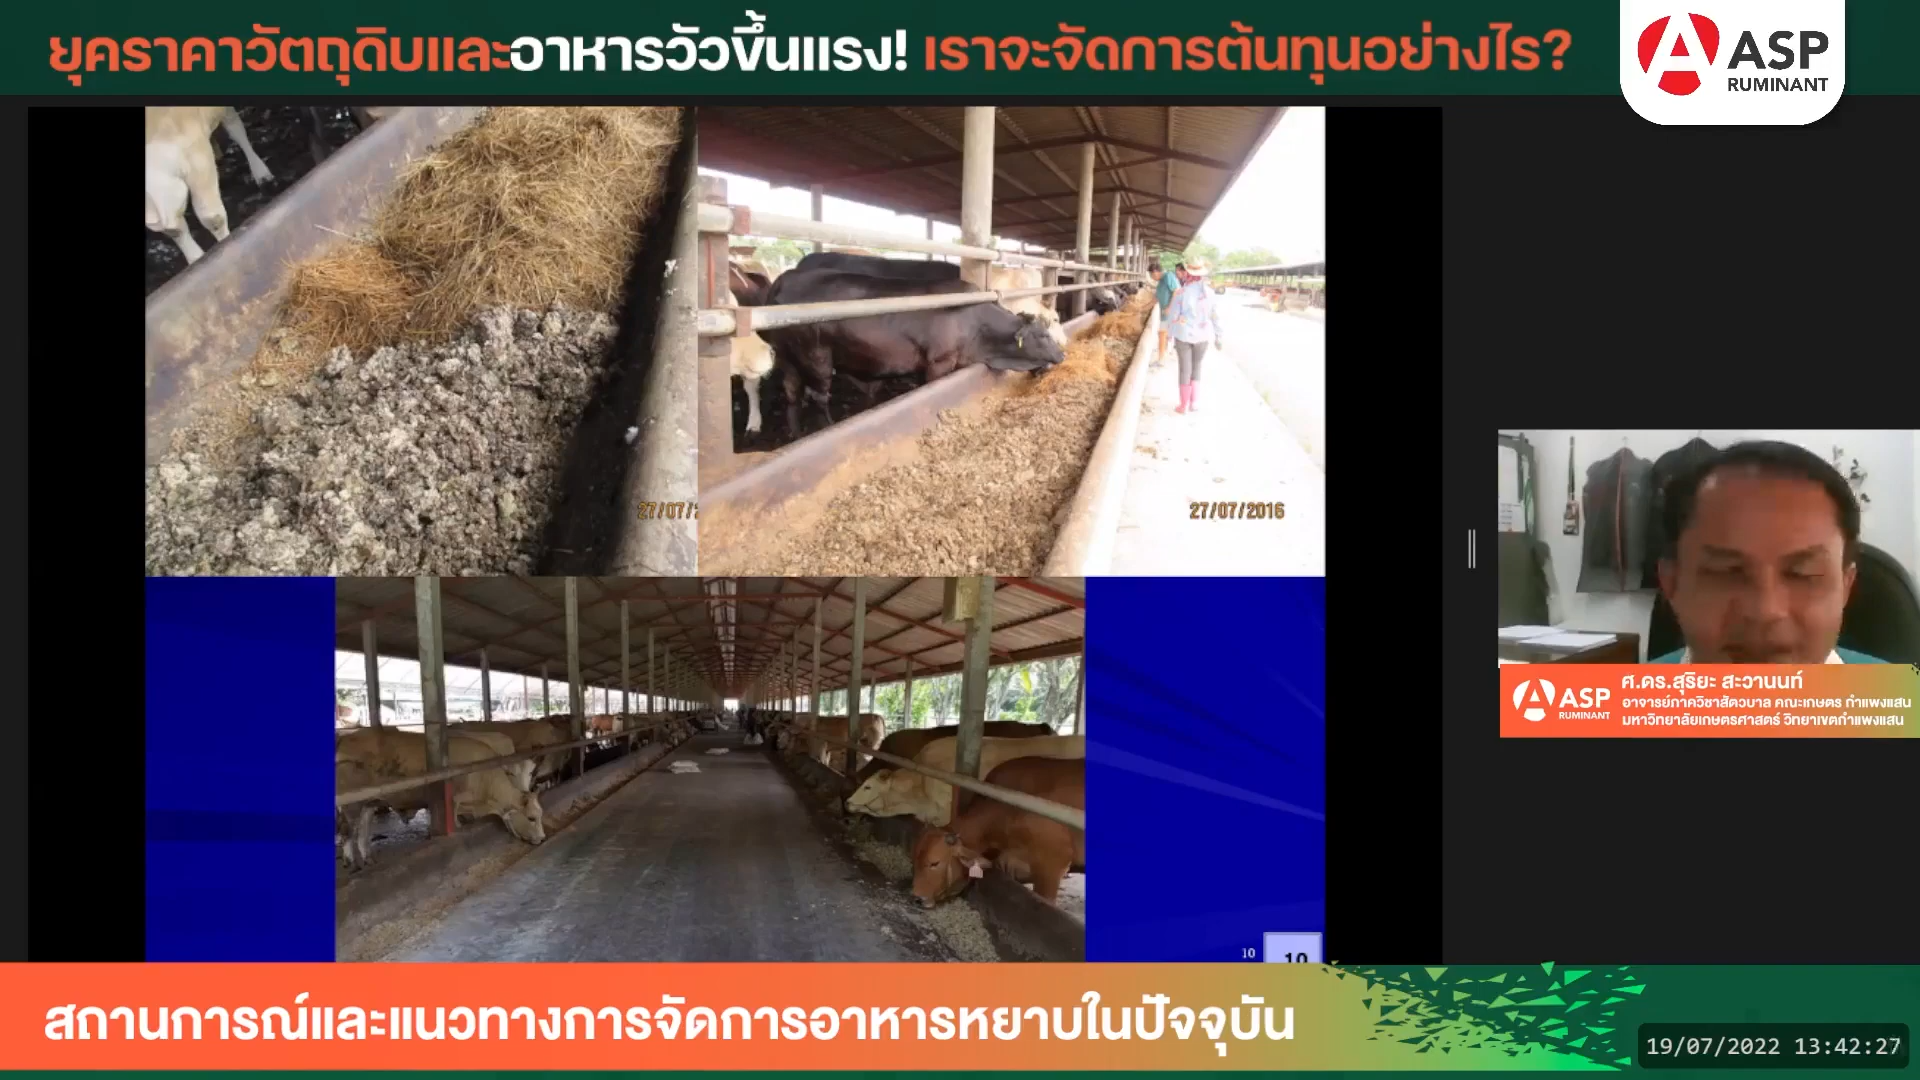 ยุคราคาวัตถุดิบและอาหารวัวขึ้นแรง! เราจะจัดการต้นทุนอย่างไร?
ASP
RUMINANT
27/07/2
27/07/2016
ASP
RUMINANT
ศ.ดร.สุริยะ สะวานนท์
อาจารย์ภาควิชาสัตวบาล คณะเกษตร กำแพงแสน
มหาวิทยาลัยเกษตรศาสตร์ วิทยาเขตกำแพงแสน
10
10
สถานการณ์และแนวทางการจัดการอาหารหยาบในปัจจุบัน
19/07/2022 13:42:27